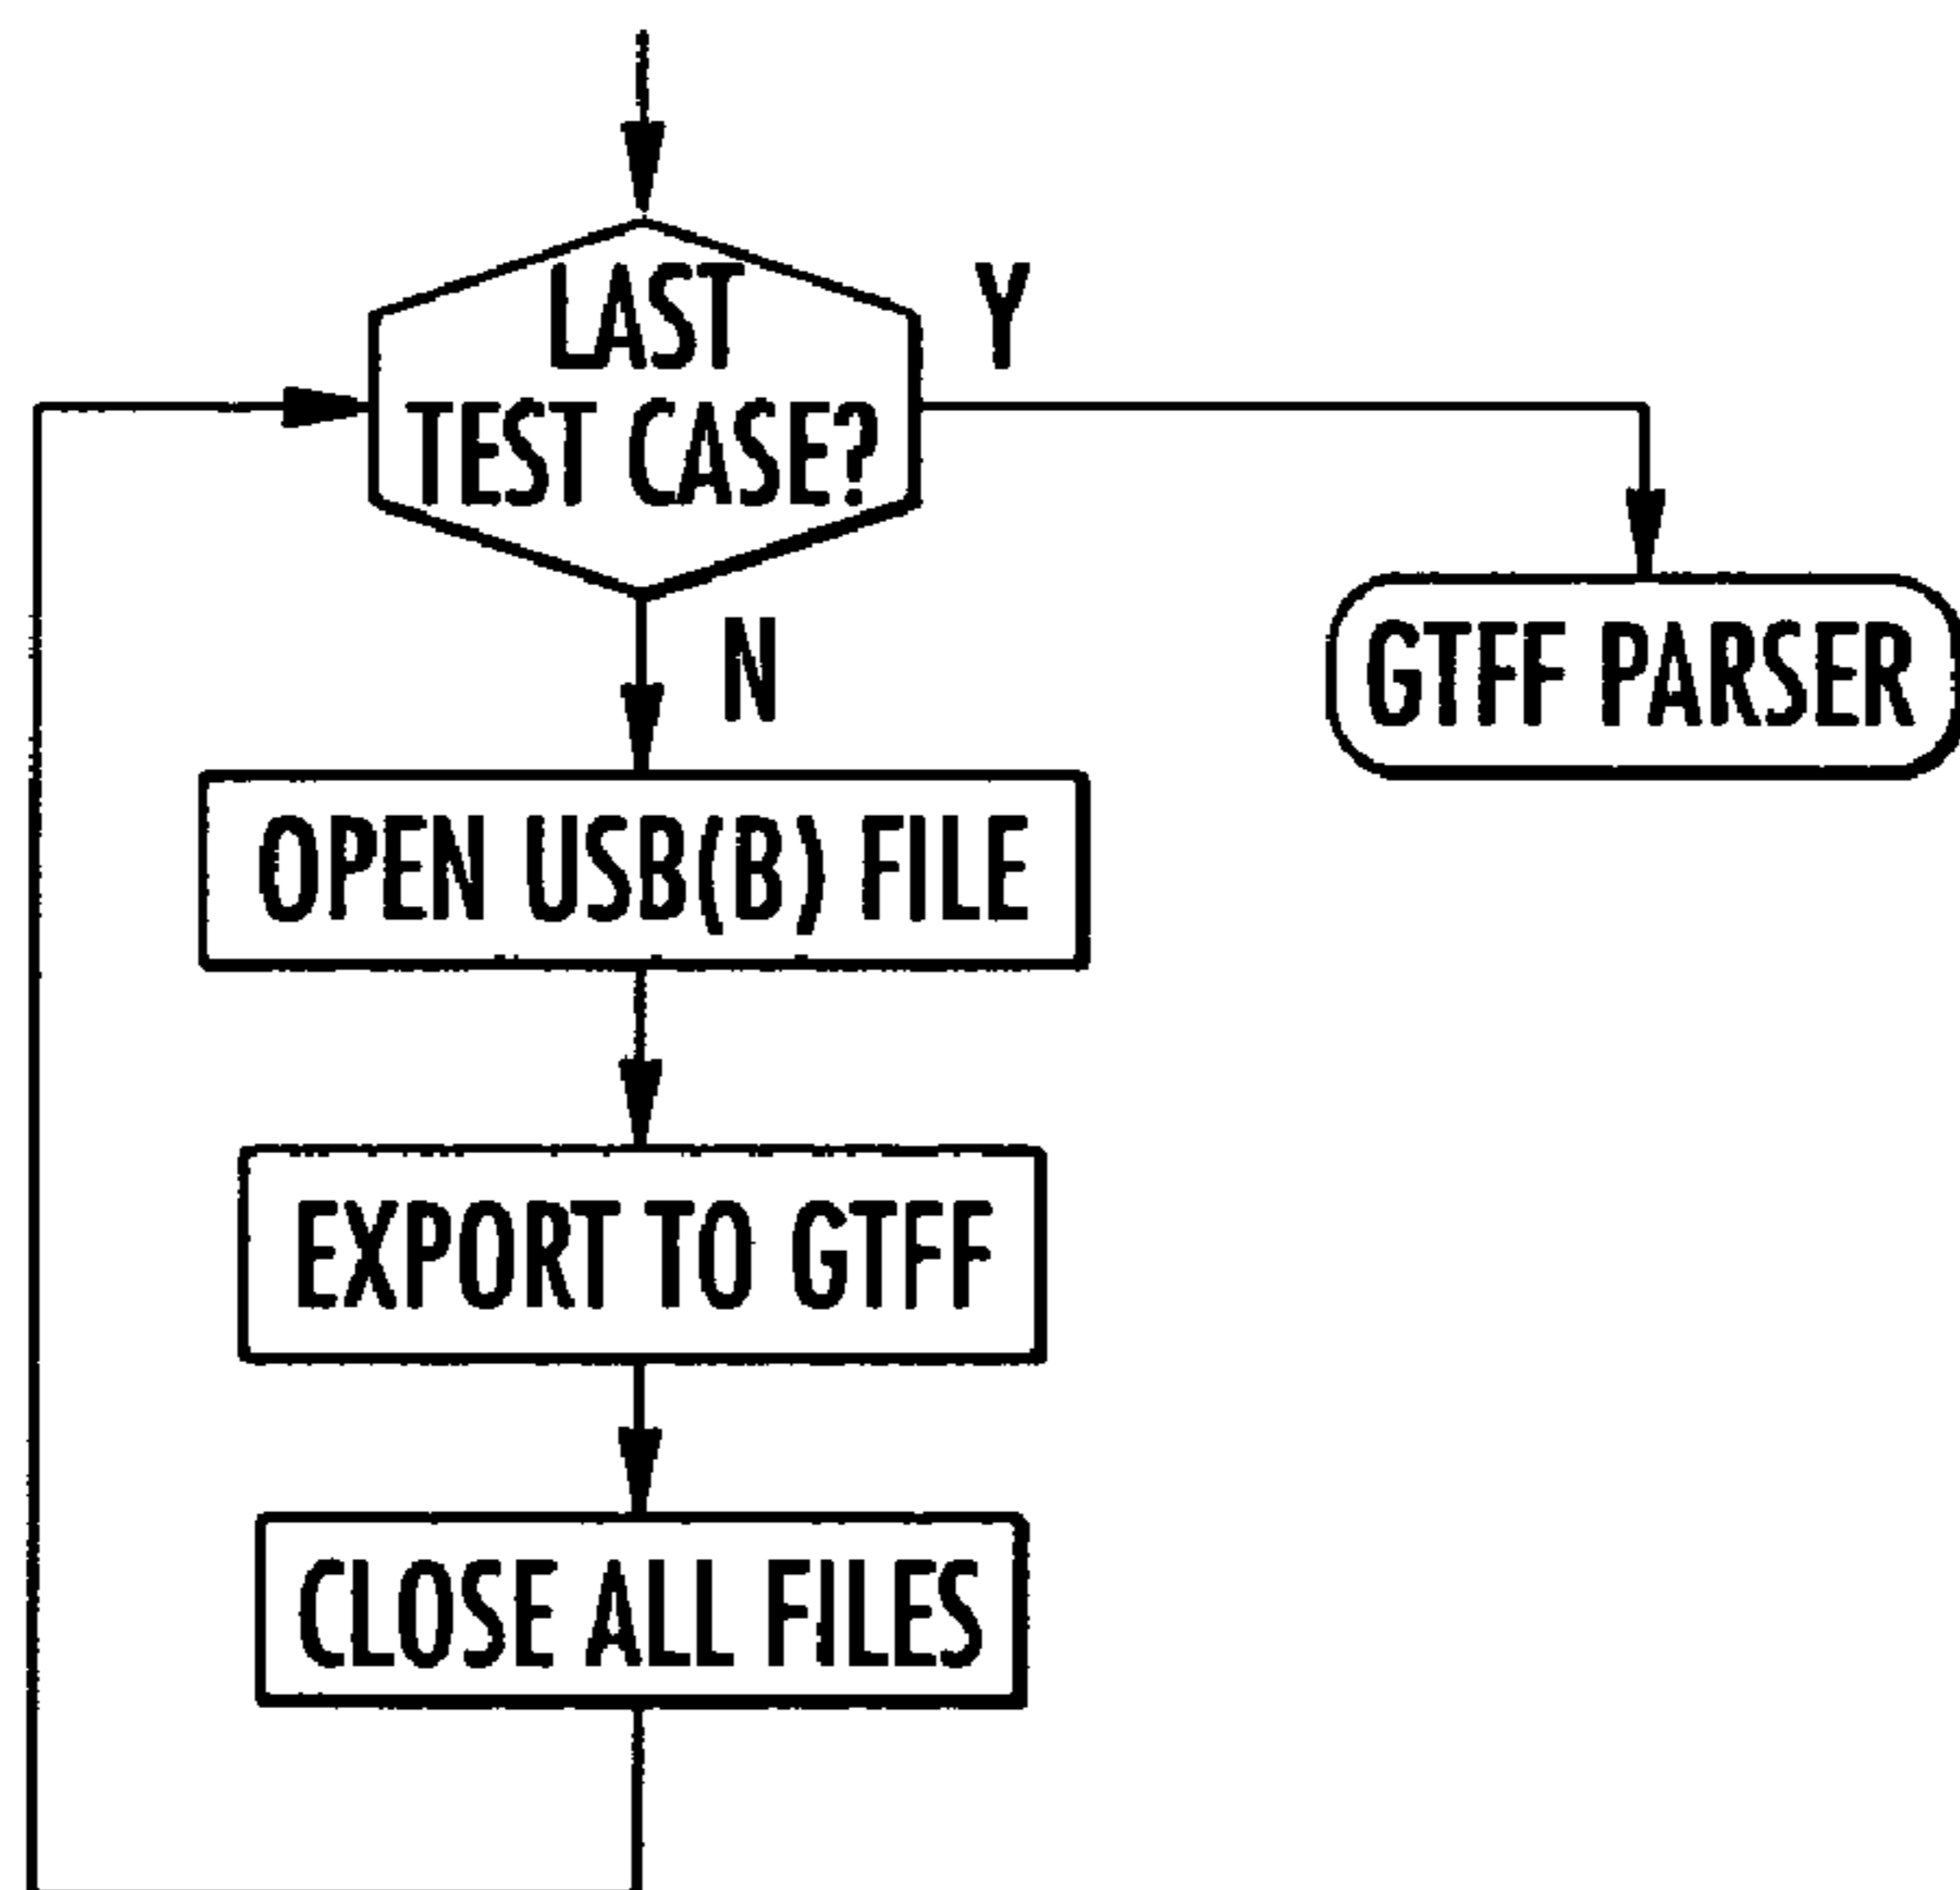 LAST
TEST CASE?
Y
N
GTFF PARSER
OPEN USB(B) FILE
EXPORT TO GTFF
CLOSE ALL FILES